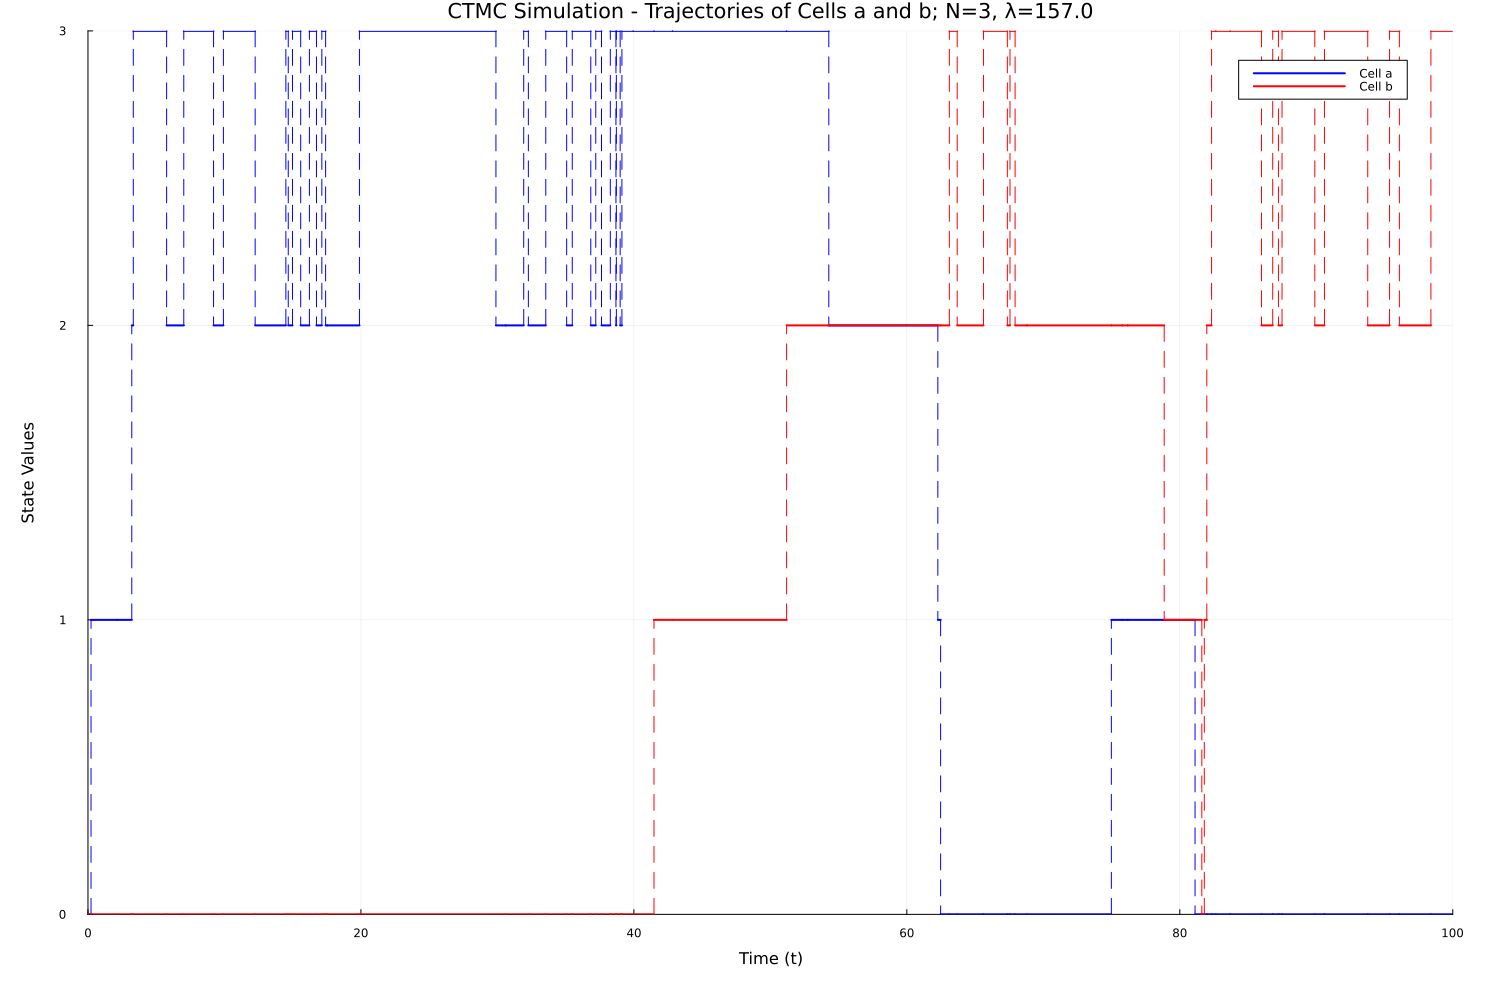 CTMC Simulation - Trajectories of Cells a and b; N=3, λ=157.0
3
Cell a
Cell b
2
State Values
1
0
0 20 40 60 80 100
Time (t)